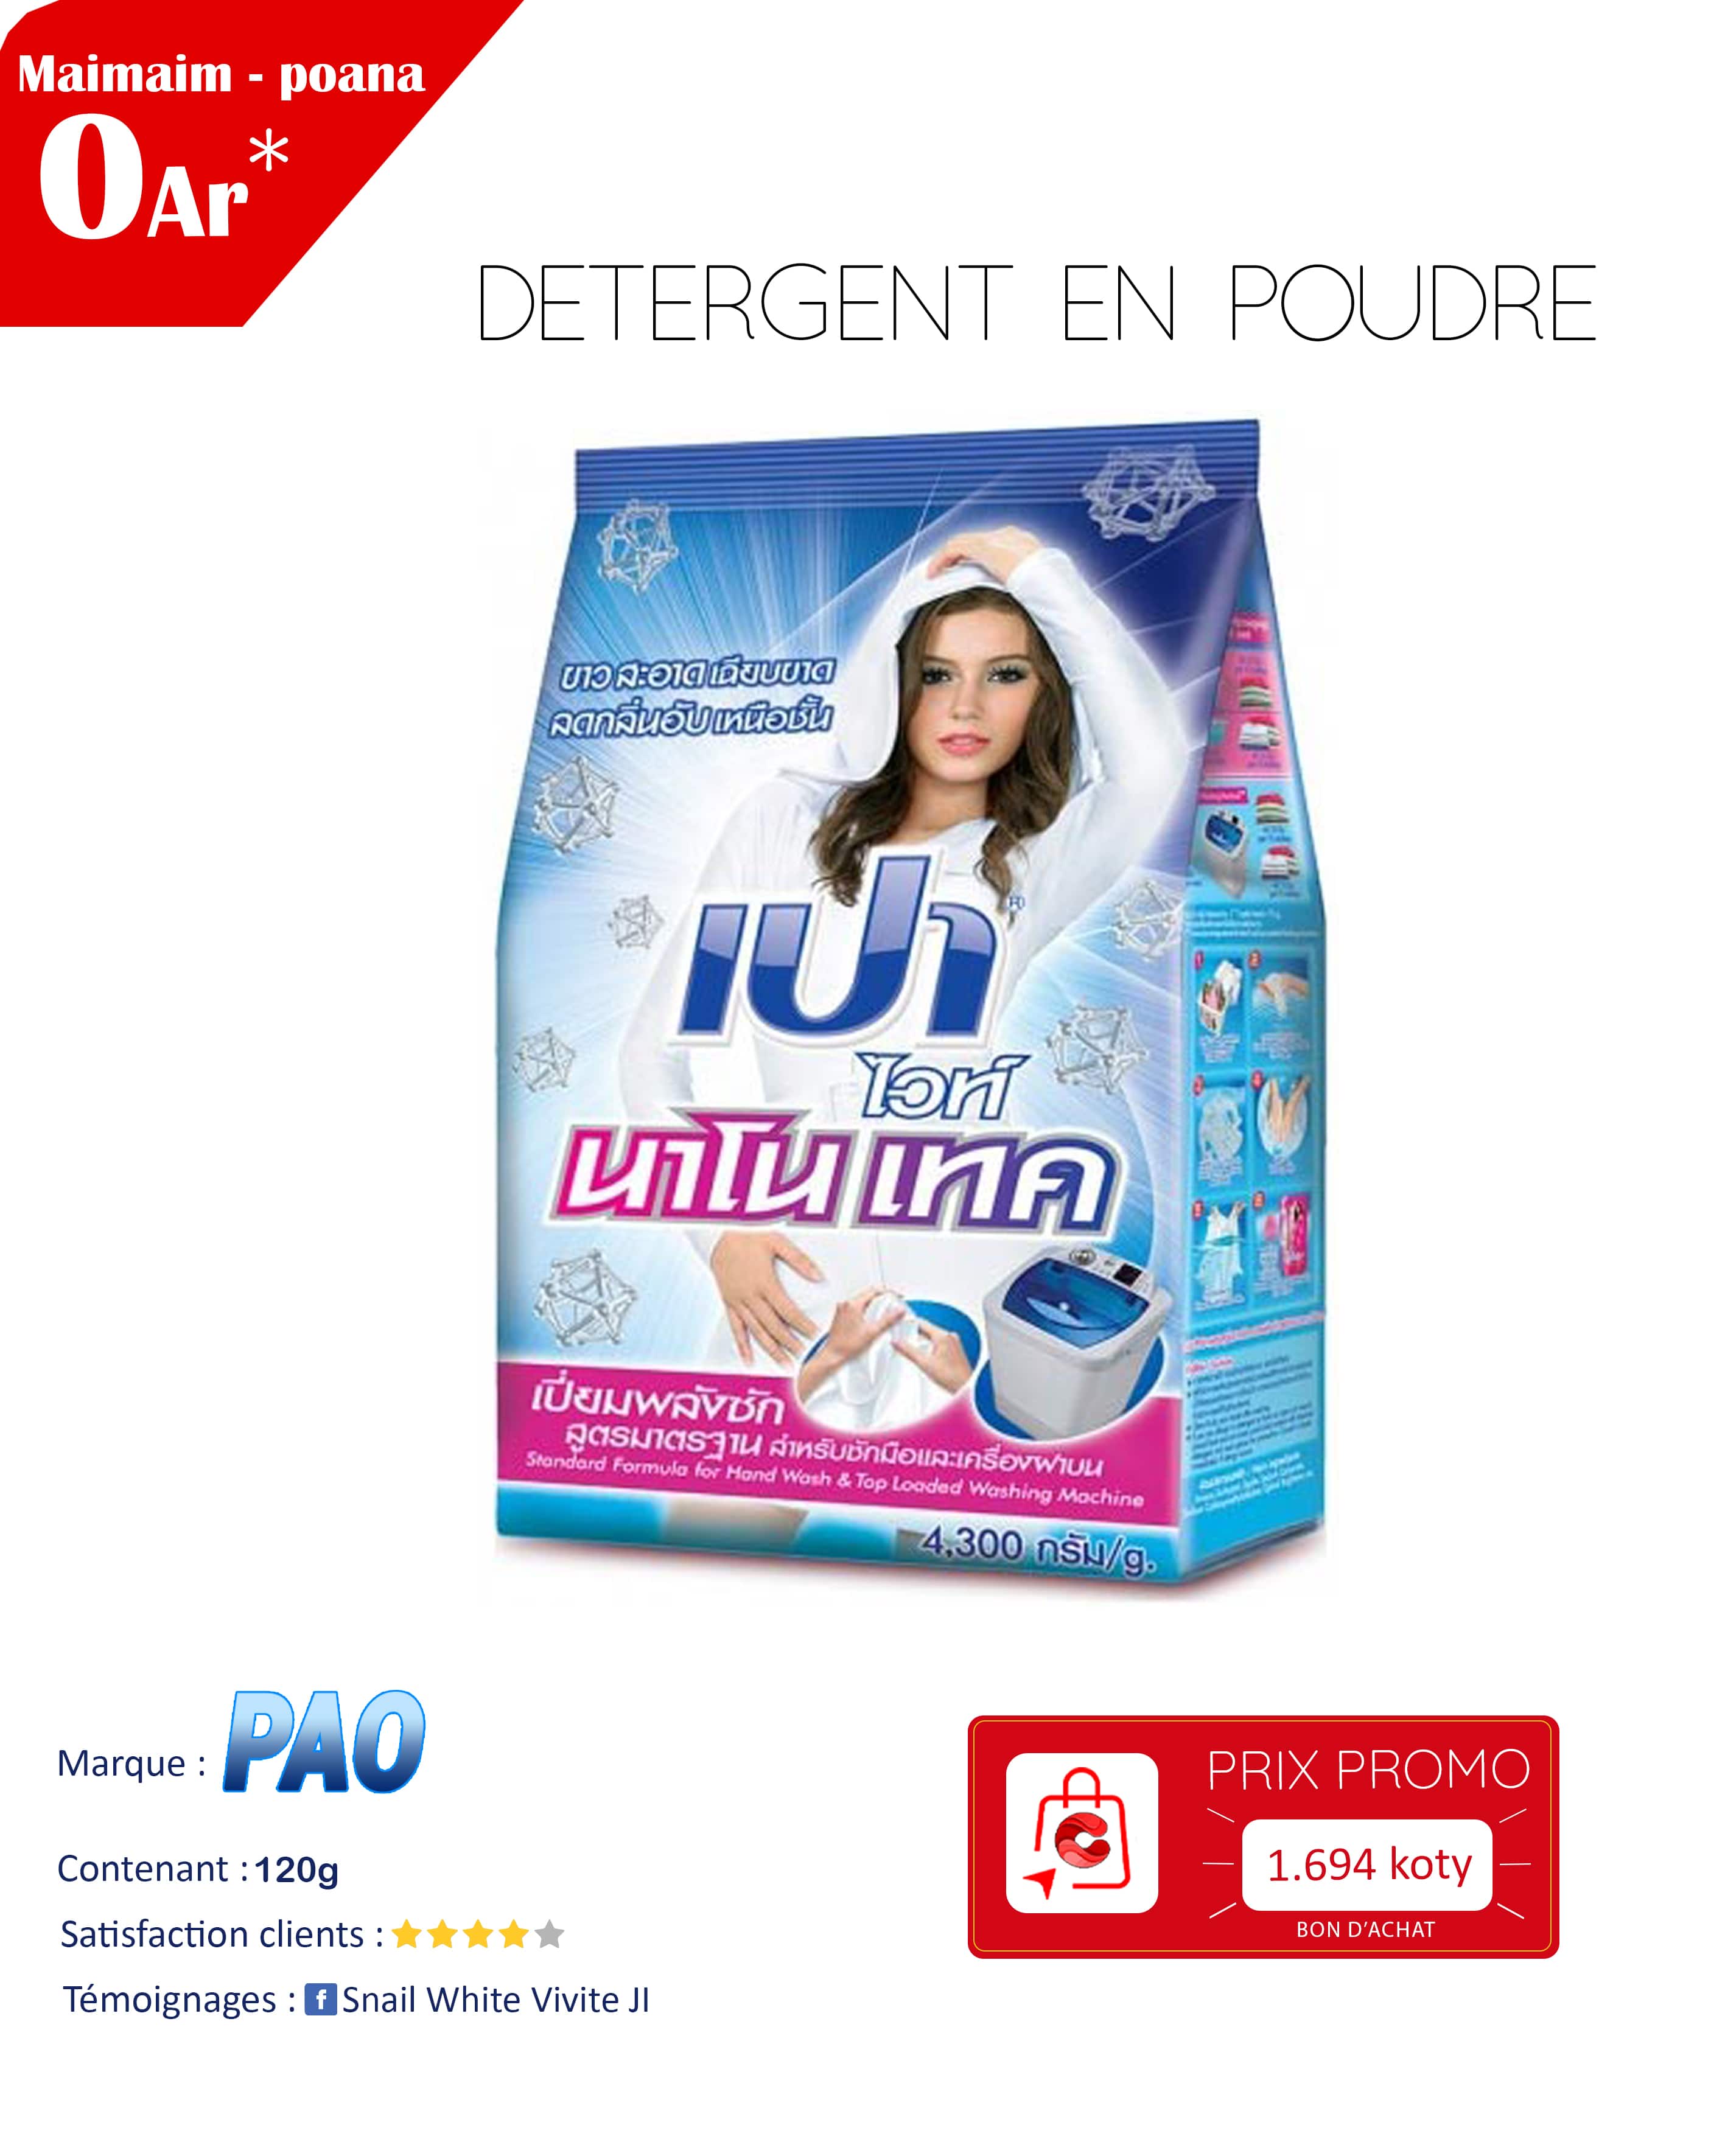 Maimaim - poana
0Ar*
DETERGENT EN POUDRE
ขาว สะอาด เฉียบขาด
ลดกลิ่นอับ เหนือชั้น
เปา
ไวท์
นาโน เทค
เปี่ยมพลังซัก
สูตรมาตรฐาน สำหรับซักมือและเครื่องฝาบน
Standard Formula for Hand Wash & Top Loaded Washing Machine
4,300 กรัม/g.
Marque : PAO
Contenant : 120g
Satisfaction clients :
Témoignages : f Snail White Vivite JI
PRIX PROMO
1.694 koty
BON D'ACHAT